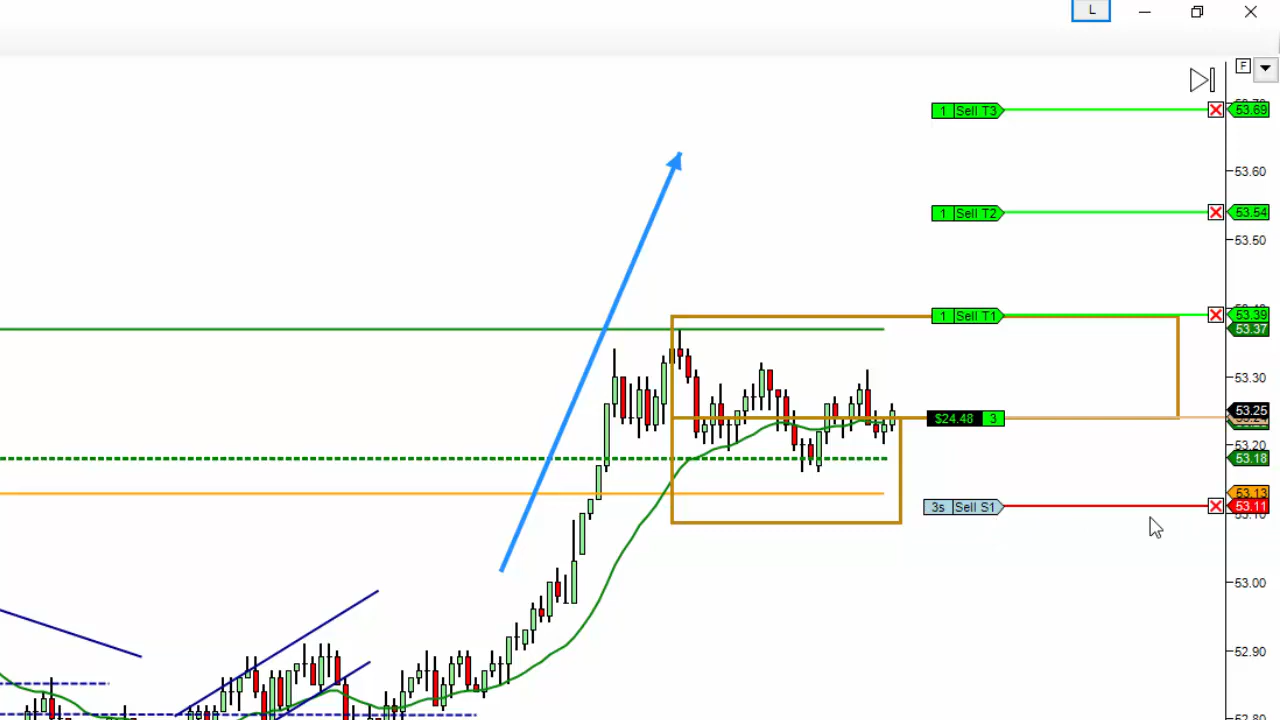 L
F
1 Sell T3 53.69
53.60
1 Sell T2 53.54
53.50
1 Sell T1 53.39
53.37
53.30
53.25
$24.48 3
53.20
53.18
53.13
3s Sell S1 53.11
53.00
52.90